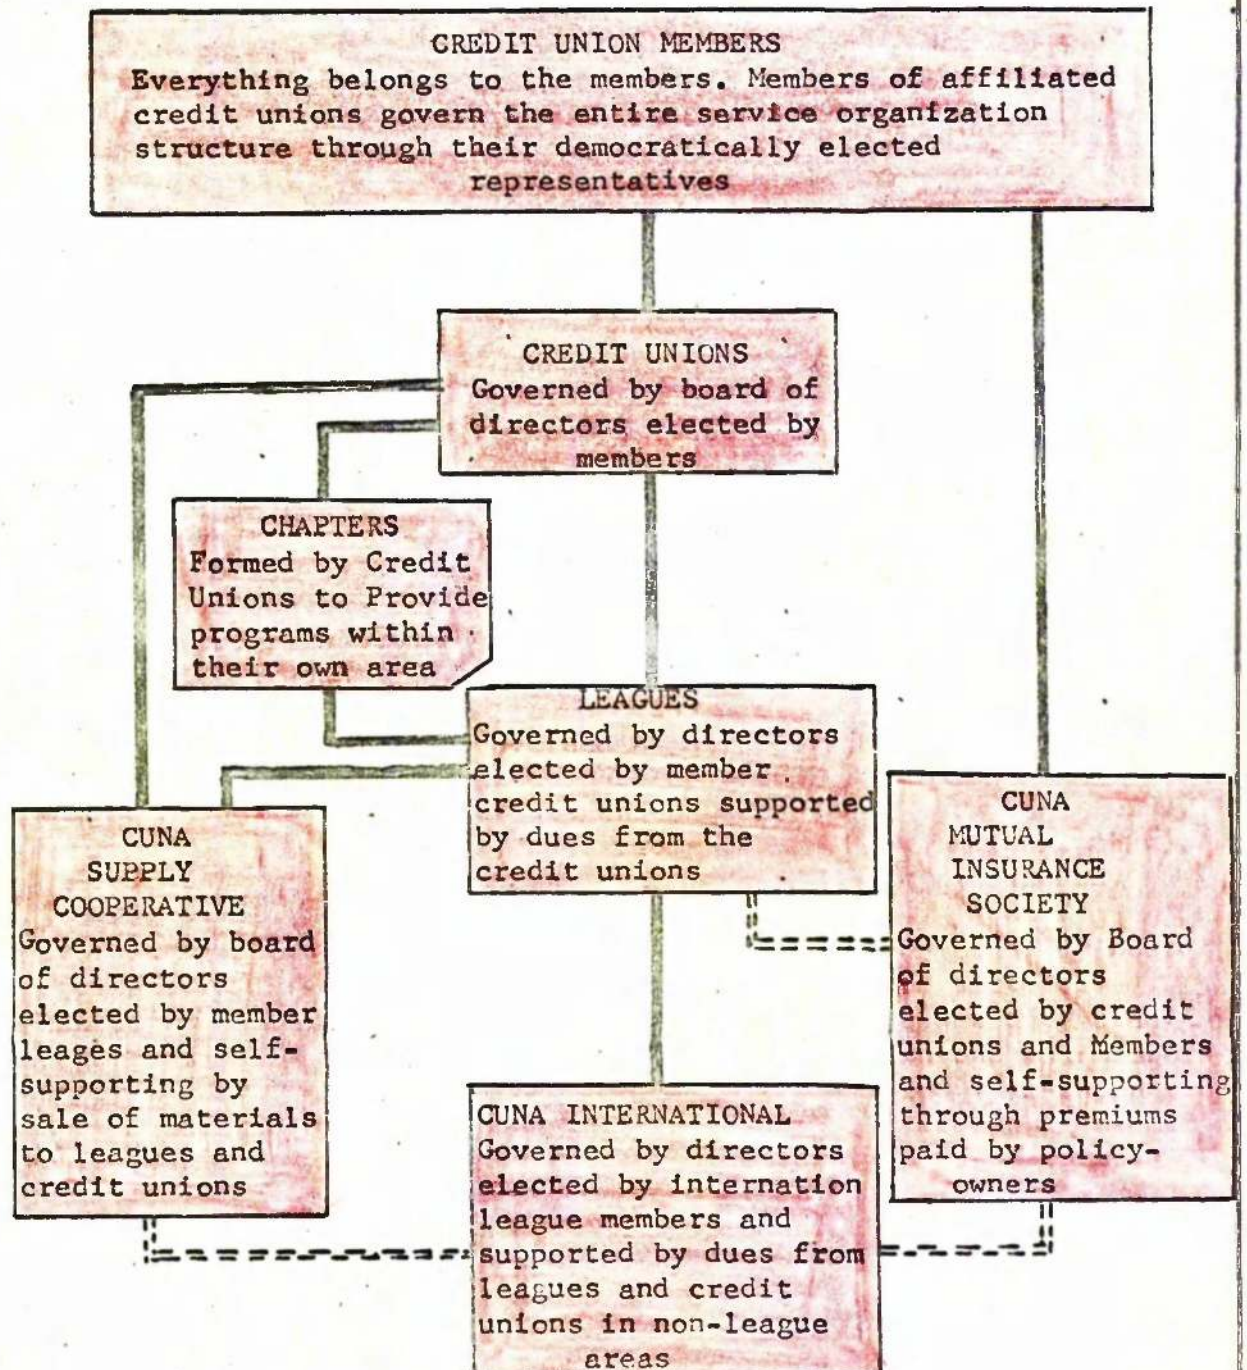 CREDIT UNION MEMBERS
Everything belongs to the members. Members of affiliated
credit unions govern the entire service organization
structure through their democratically elected
representatives
CREDIT UNIONS
Governed by board of
directors elected by
members
CHAPTERS
Formed by Credit
Unions to Provide
programs within
their own area
LEAGUES
Governed by directors
elected by member
credit unions supported
by dues from the
credit unions
CUNA
SUPPLY
COOPERATIVE
Governed by board
of directors
elected by member
leages and self-
supporting by
sale of materials
to leagues and
credit unions
CUNA
MUTUAL
INSURANCE
SOCIETY
Governed by Board
of directors
elected by credit
unions and Members
and self-supporting
through premiums
paid by policy-
owners
CUNA INTERNATIONAL
Governed by directors
elected by internation
league members and
supported by dues from
leagues and credit
unions in non-league
areas